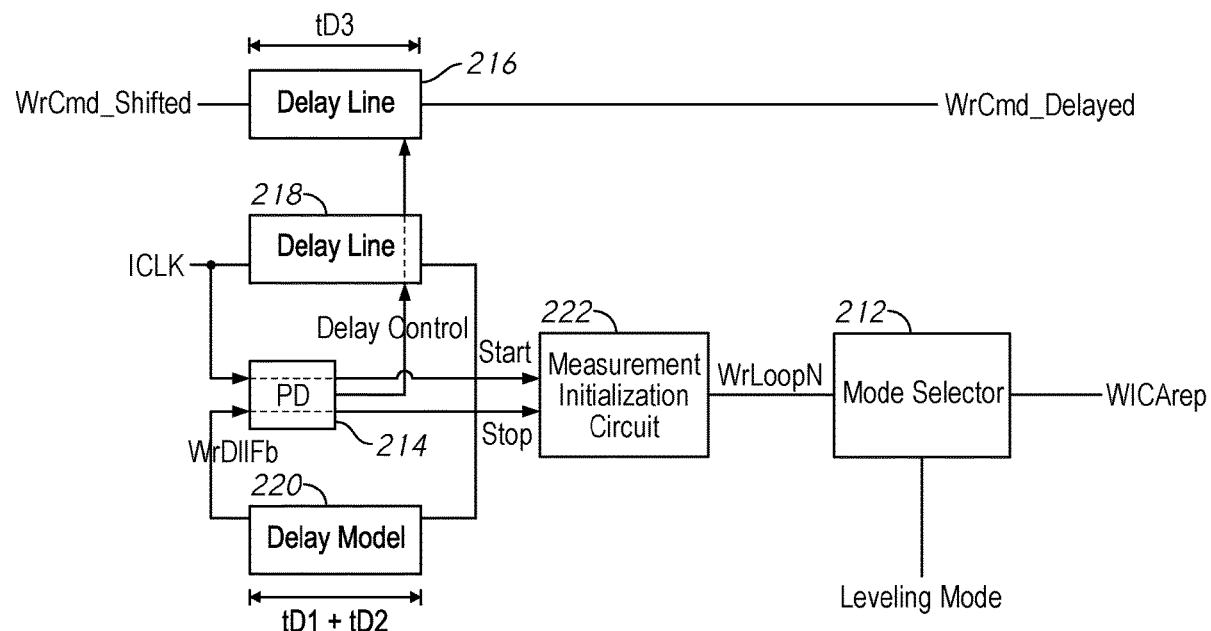 tD3
216
WrCmd_Shifted
Delay Line
WrCmd_Delayed
218
Delay Line
ICLK
Delay Control
Start
222
Measurement
Initialization
Circuit
WrLoopN
212
Mode Selector
WlCArep
PD
214
Stop
WrDllFb
220
Delay Model
tD1 + tD2
Leveling Mode